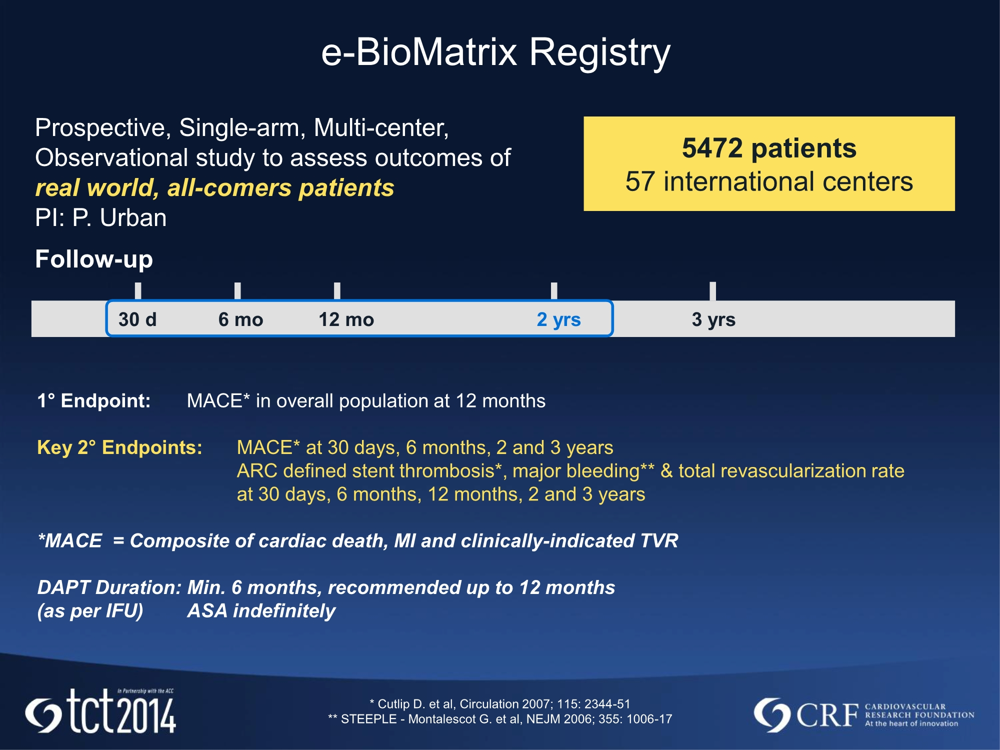 e-BioMatrix Registry
Prospective, Single-arm, Multi-center,
Observational study to assess outcomes of
real world, all-comers patients
PI: P. Urban
5472 patients
57 international centers
Follow-up
30 d 6 mo 12 mo 2 yrs 3 yrs
1° Endpoint: MACE* in overall population at 12 months
Key 2° Endpoints: MACE* at 30 days, 6 months, 2 and 3 years
ARC defined stent thrombosis*, major bleeding** & total revascularization rate
at 30 days, 6 months, 12 months, 2 and 3 years
*MACE = Composite of cardiac death, MI and clinically-indicated TVR
DAPT Duration: Min. 6 months, recommended up to 12 months
(as per IFU) ASA indefinitely
In Partnership with the ACC
tct2014
* Cutlip D. et al, Circulation 2007; 115: 2344-51
** STEEPLE - Montalescot G. et al, NEJM 2006; 355: 1006-17
CRF
CARDIOVASCULAR
RESEARCH FOUNDATION
At the heart of innovation